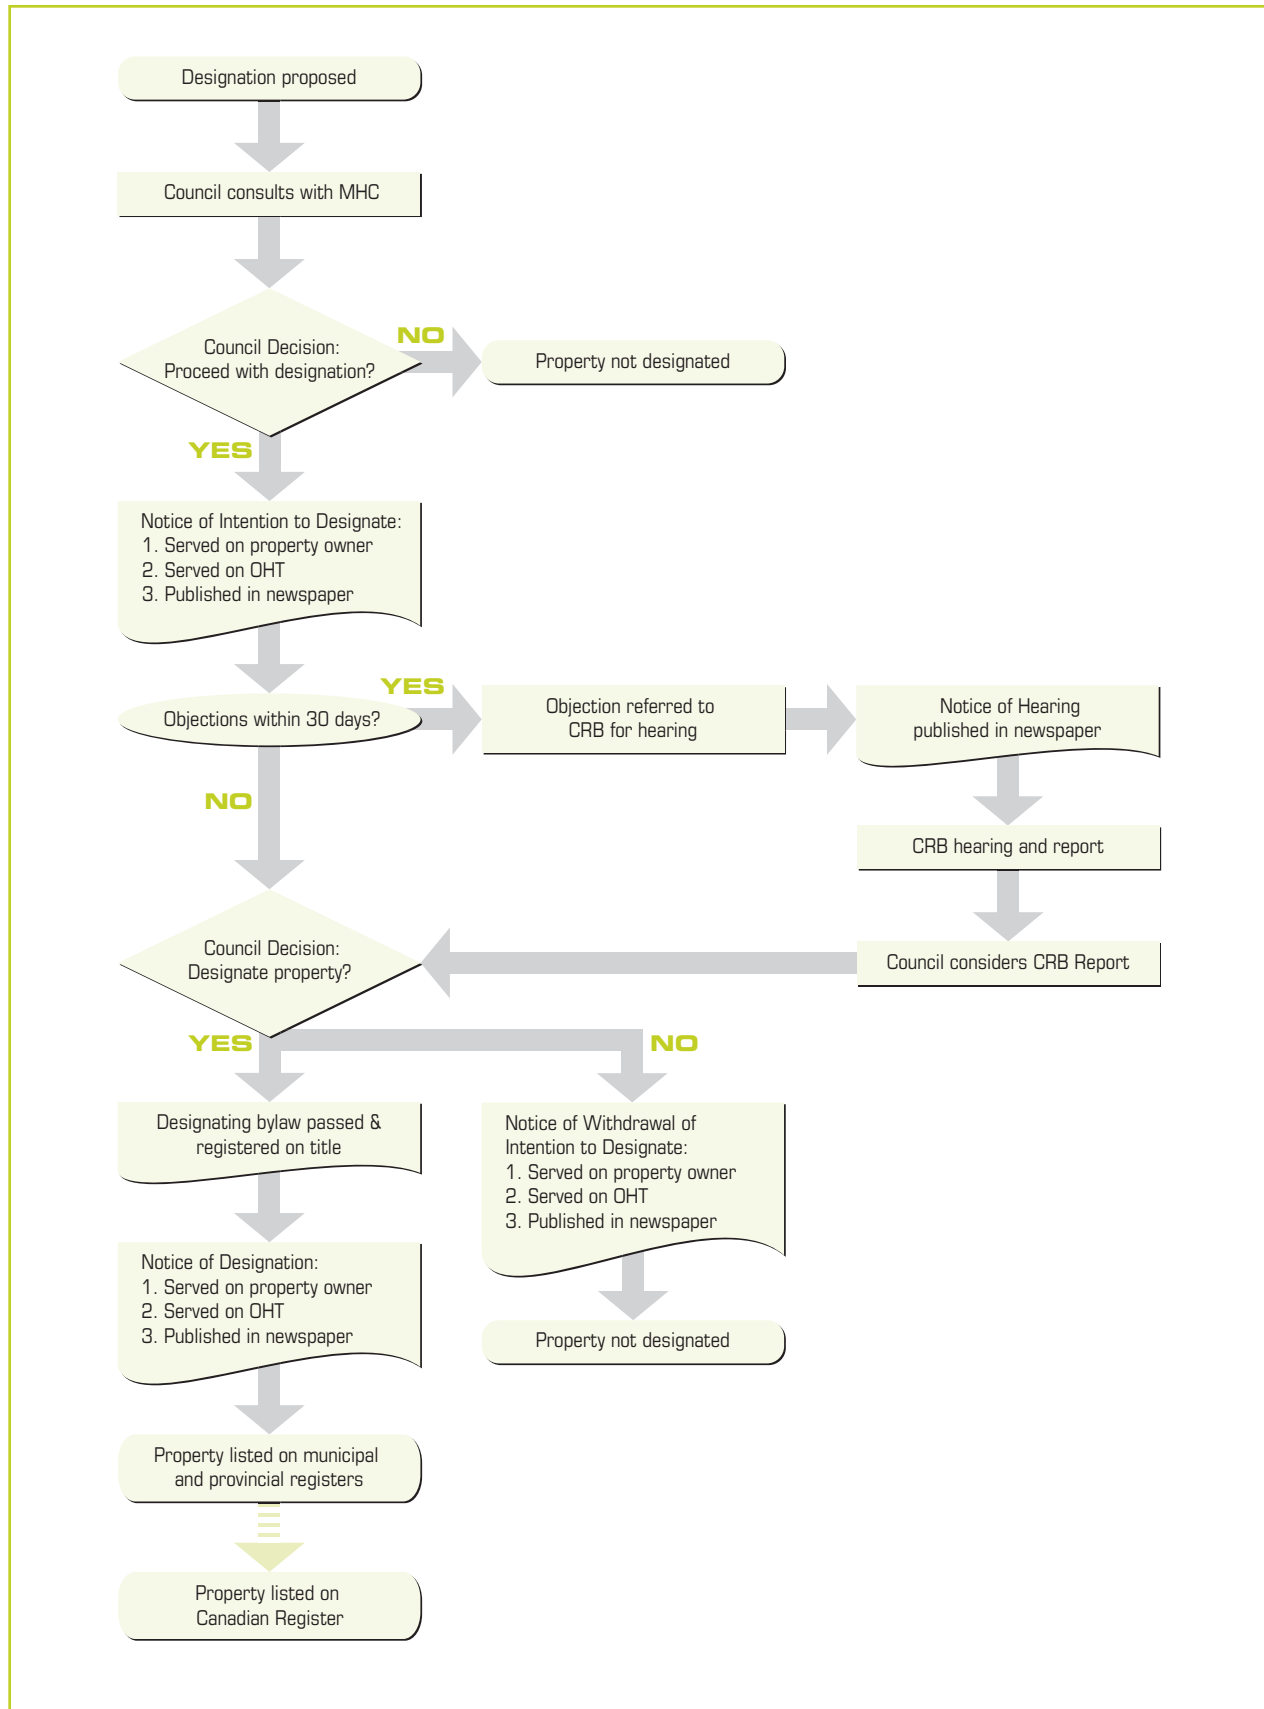 Designation proposed
Council consults with MHC
Council Decision:
Proceed with designation?
NO
Property not designated
YES
Notice of Intention to Designate:
1. Served on property owner
2. Served on OHT
3. Published in newspaper
Objections within 30 days?
YES
Objection referred to
CRB for hearing
Notice of Hearing
published in newspaper
NO
CRB hearing and report
Council considers CRB Report
Council Decision:
Designate property?
YES
NO
Designating bylaw passed &
registered on title
Notice of Withdrawal of
Intention to Designate:
1. Served on property owner
2. Served on OHT
3. Published in newspaper
Notice of Designation:
1. Served on property owner
2. Served on OHT
3. Published in newspaper
Property not designated
Property listed on municipal
and provincial registers
Property listed on
Canadian Register